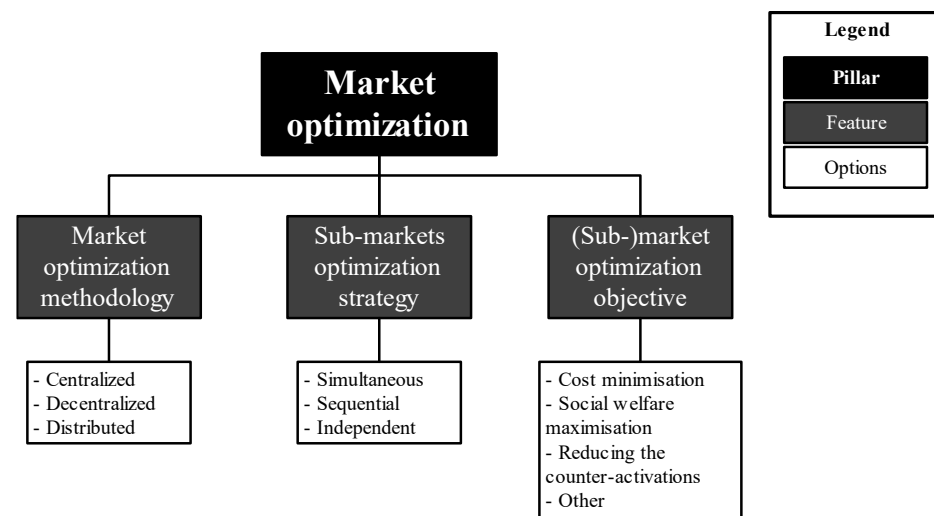 Market
optimization
Legend
Pillar
Feature
Options
Market
optimization
methodology
Sub-markets
optimization
strategy
(Sub-)market
optimization
objective
- Centralized
- Decentralized
- Distributed
- Simultaneous
- Sequential
- Independent
- Cost minimisation
- Social welfare
maximisation
- Reducing the
counter-activations
- Other